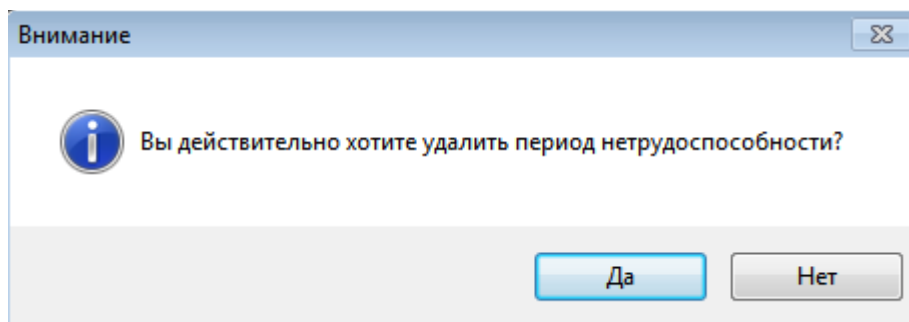 Внимание
Вы действительно хотите удалить период нетрудоспособности?
Да
Нет